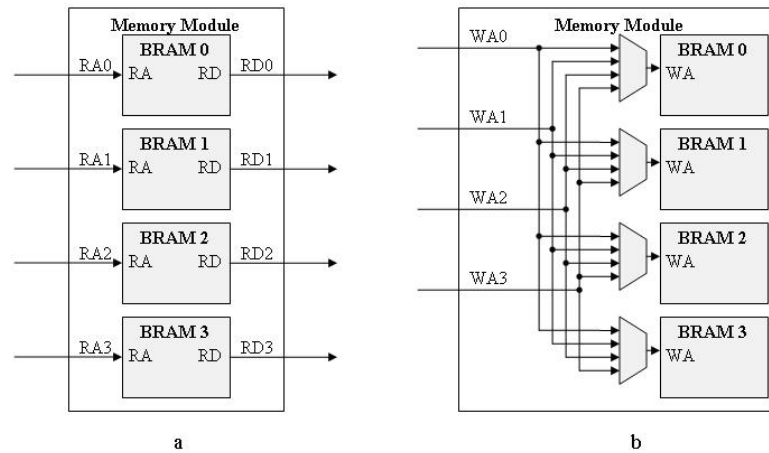 Memory Module
BRAM 0
RA0 RA RD RD0
BRAM 1
RA1 RA RD RD1
BRAM 2
RA2 RA RD RD2
BRAM 3
RA3 RA RD RD3
a
Memory Module
WA0 BRAM 0
WA
WA1 BRAM 1
WA
WA2 BRAM 2
WA
WA3 BRAM 3
WA
b